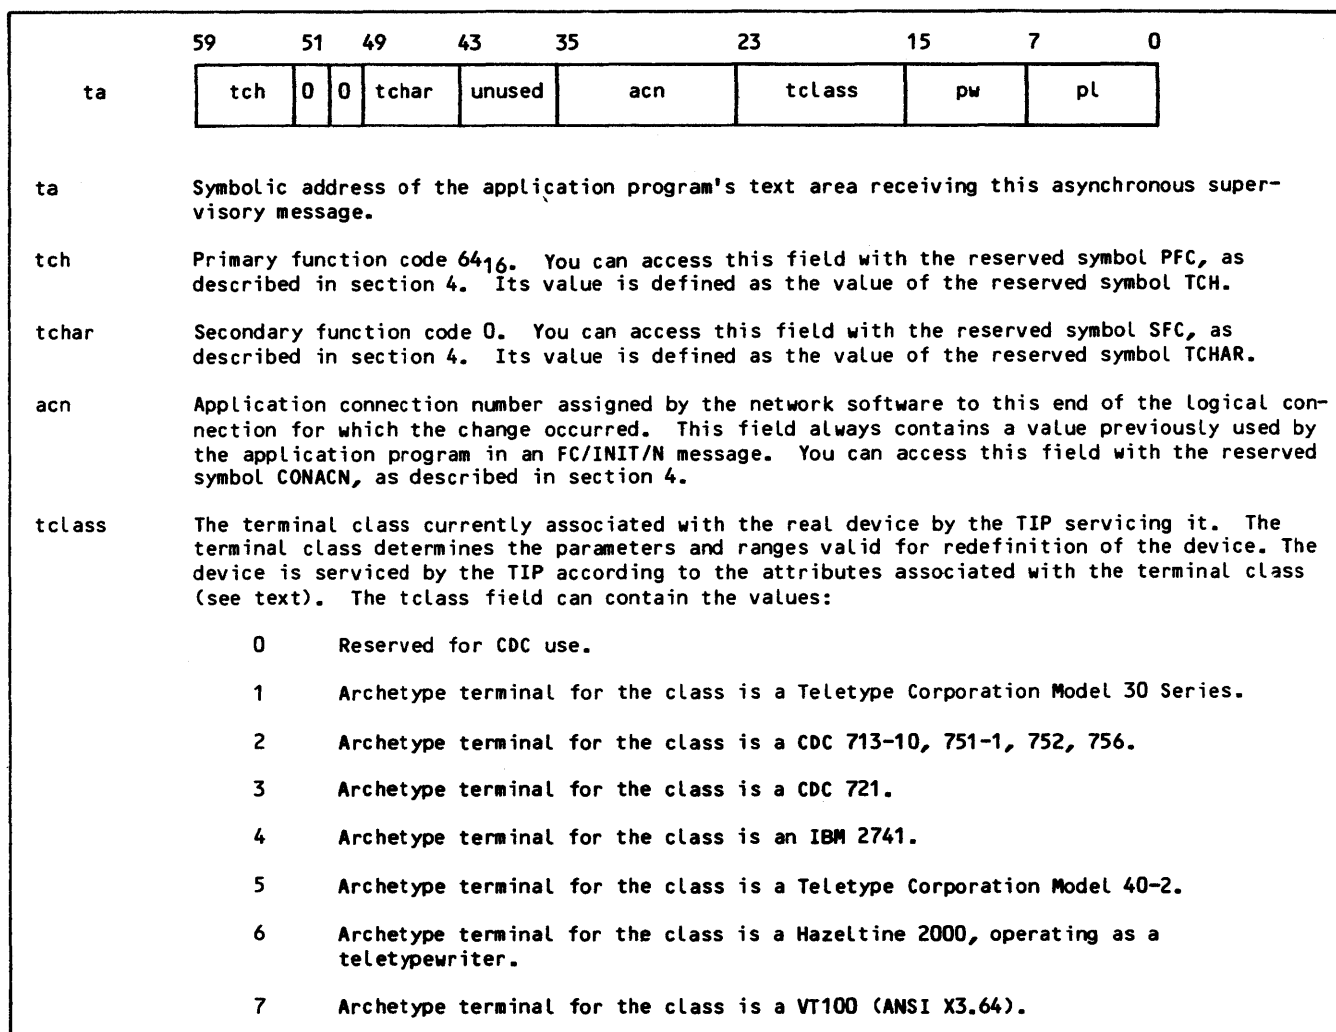 59 51 49 43 35 23 15 7 0
ta tch 0 0 tchar unused acn tclass pw pl
ta Symbolic address of the application program's text area receiving this asynchronous super-
visory message.
tch Primary function code 64₁₆. You can access this field with the reserved symbol PFC, as
described in section 4. Its value is defined as the value of the reserved symbol TCH.
tchar Secondary function code 0. You can access this field with the reserved symbol SFC, as
described in section 4. Its value is defined as the value of the reserved symbol TCHAR.
acn Application connection number assigned by the network software to this end of the logical con-
nection for which the change occurred. This field always contains a value previously used by
the application program in an FC/INIT/N message. You can access this field with the reserved
symbol CONACN, as described in section 4.
tclass The terminal class currently associated with the real device by the TIP servicing it. The
terminal class determines the parameters and ranges valid for redefinition of the device. The
device is serviced by the TIP according to the attributes associated with the terminal class
(see text). The tclass field can contain the values:
0 Reserved for CDC use.
1 Archetype terminal for the class is a Teletype Corporation Model 30 Series.
2 Archetype terminal for the class is a CDC 713-10, 751-1, 752, 756.
3 Archetype terminal for the class is a CDC 721.
4 Archetype terminal for the class is an IBM 2741.
5 Archetype terminal for the class is a Teletype Corporation Model 40-2.
6 Archetype terminal for the class is a Hazeltine 2000, operating as a
teletypewriter.
7 Archetype terminal for the class is a VT100 (ANSI X3.64).